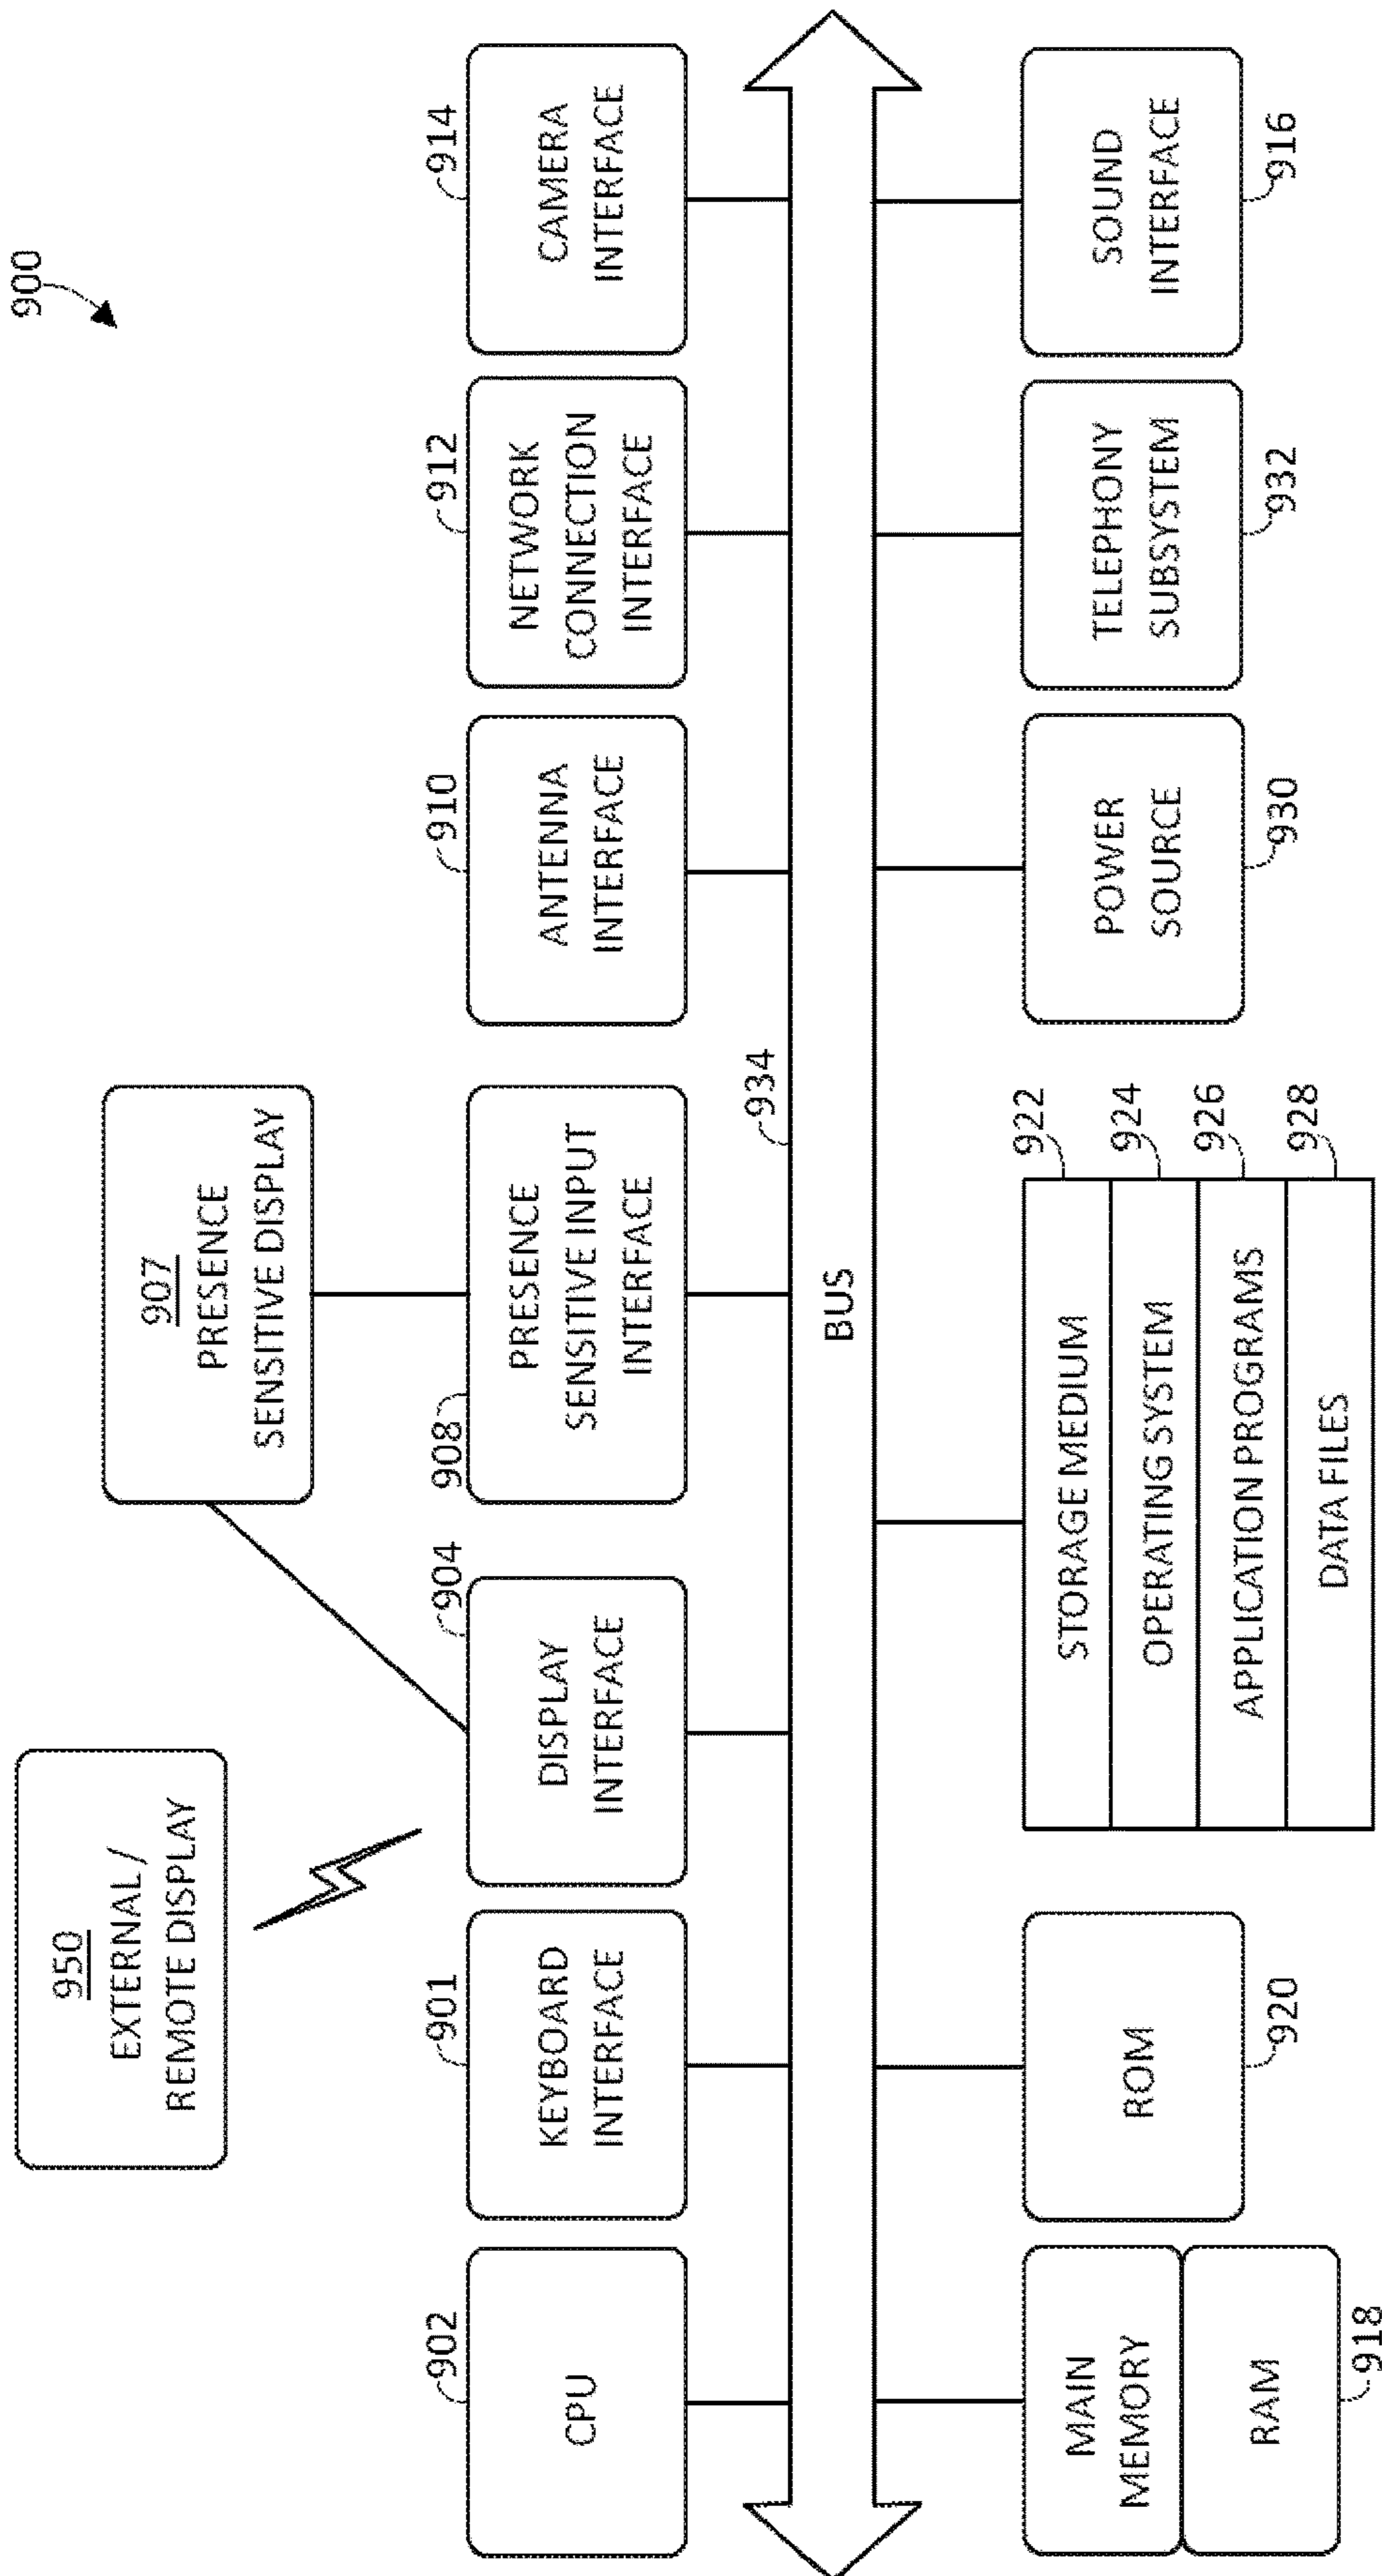 900
950
EXTERNAL /
REMOTE DISPLAY
907
PRESENCE
SENSITIVE DISPLAY
902
CPU
901
KEYBOARD
INTERFACE
904
DISPLAY
INTERFACE
908
PRESENCE
SENSITIVE INPUT
INTERFACE
910
ANTENNA
INTERFACE
912
NETWORK
CONNECTION
INTERFACE
914
CAMERA
INTERFACE
934
BUS
MAIN
MEMORY
RAM
918
ROM
920
STORAGE MEDIUM
922
OPERATING SYSTEM
924
APPLICATION PROGRAMS
926
DATA FILES
928
POWER
SOURCE
930
TELEPHONY
SUBSYSTEM
932
SOUND
INTERFACE
916